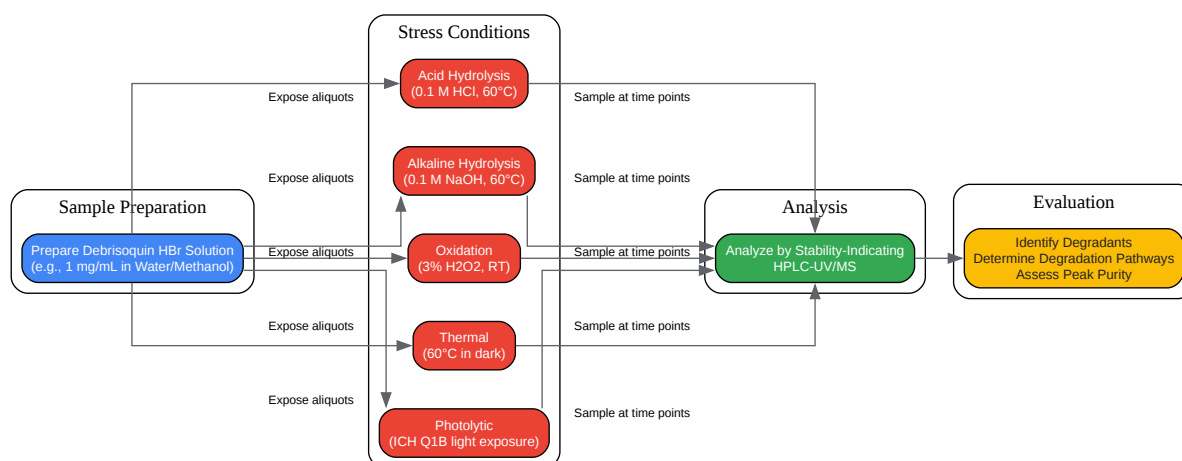 Stress Conditions
Acid Hydrolysis
(0.1 M HCl, 60°C)
Expose aliquots
Sample at time points
Alkaline Hydrolysis
(0.1 M NaOH, 60°C)
Expose aliquots
Sample at time points
Sample Preparation
Prepare Debrisoquin HBr Solution
(e.g., 1 mg/mL in Water/Methanol)
Expose aliquots
Oxidation
(3% H2O2, RT)
Sample at time points
Analysis
Analyze by Stability-Indicating
HPLC-UV/MS
Evaluation
Identify Degradants
Determine Degradation Pathways
Assess Peak Purity
Expose aliquots
Thermal
(60°C in dark)
Sample at time points
Expose aliquots
Photolytic
(ICH Q1B light exposure)
Sample at time points